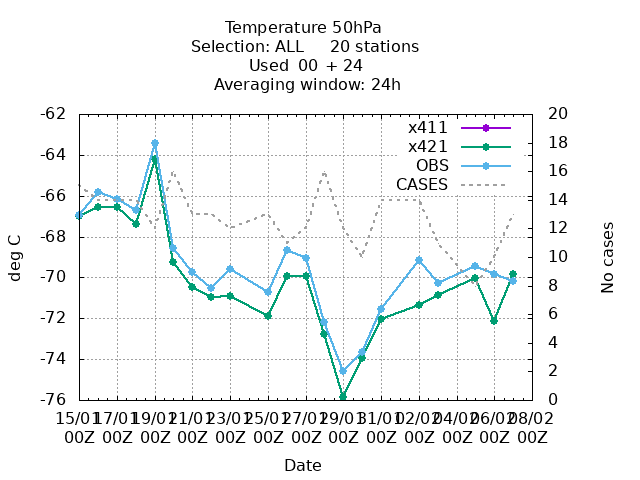 Temperature 50hPa
Selection: ALL 20 stations
Used 00 + 24
Averaging window: 24h
-62 20
-64 18
-66 16
-68 14
-70 12
-72 10
-74 8
-76 6
4
2
0
x411
x421
OBS
CASES
deg C
No cases
15/01 17/01 19/01 21/01 23/01 25/01 27/01 29/01 31/01 02/02 04/02 06/02 08/02
00Z 00Z 00Z 00Z 00Z 00Z 00Z 00Z 00Z 00Z 00Z 00Z 00Z
Date